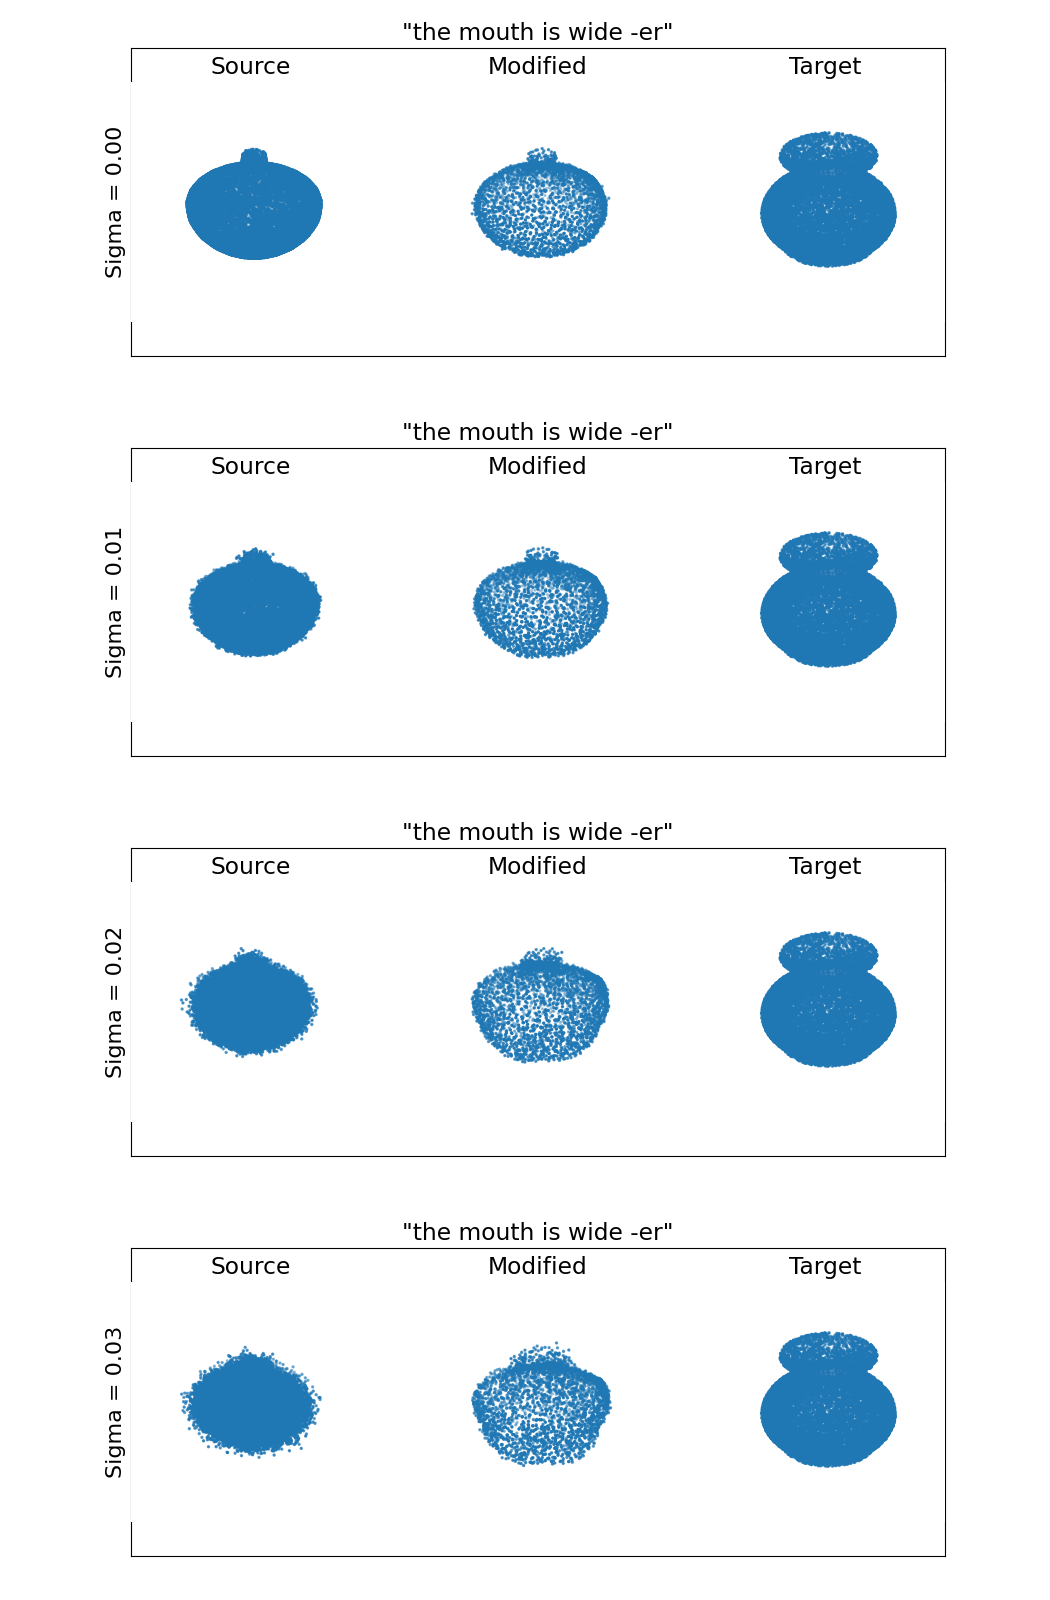 "the mouth is wide -er"
Source Modified Target
Sigma = 0.00
"the mouth is wide -er"
Source Modified Target
Sigma = 0.01
"the mouth is wide -er"
Source Modified Target
Sigma = 0.02
"the mouth is wide -er"
Source Modified Target
Sigma = 0.03